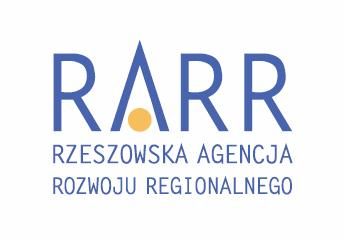 RARR
RZESZOWSKA AGENCJA
ROZWOJU REGIONALNEGO